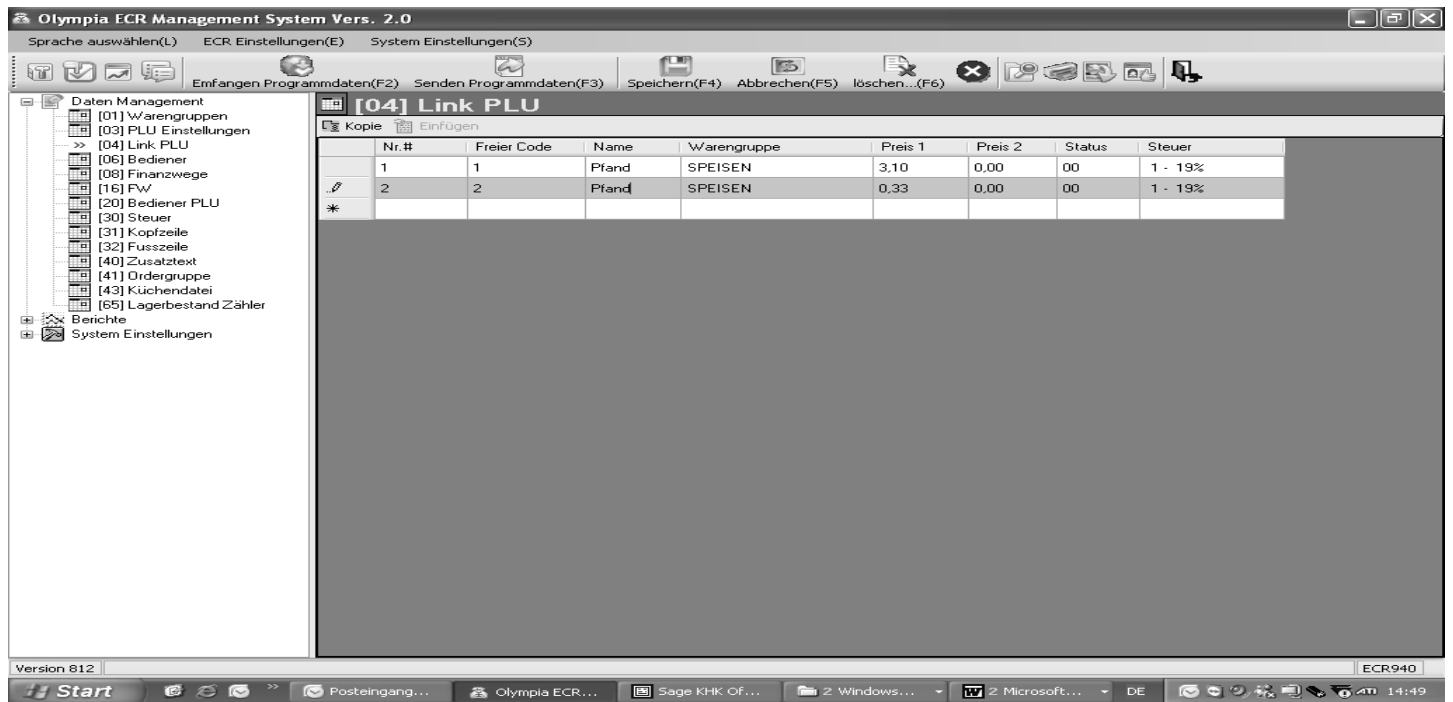 Olympia ECR Management System Vers. 2.0
Sprache auswählen(L) ECR Einstellungen(E) System Einstellungen(S)
Emfangen Programmdaten(F2) Senden Programmdaten(F3) Speichern(F4) Abbrechen(F5) löschen...(F6)
Daten Management
[01] Warengruppen
[03] PLU Einstellungen
>> [04] Link PLU
[06] Bediener
[08] Finanzwege
[16] FW
[20] Bediener PLU
[30] Steuer
[31] Kopfzeile
[32] Fusszeile
[40] Zusatztext
[41] Ordergruppe
[43] Küchendatei
[65] Lagerbestand Zähler
Berichte
System Einstellungen
[04] Link PLU
Kopie Einfügen
Nr.# Freier Code Name Warengruppe Preis 1 Preis 2 Status Steuer
1 1 Pfand SPEISEN 3,10 0,00 00 1 - 19%
2 2 Pfand SPEISEN 0,33 0,00 00 1 - 19%
Version 812 ECR940
Start Posteingang... Olympia ECR... Sage KHK Of... 2 Windows... 2 Microsoft... DE ATI 14:49